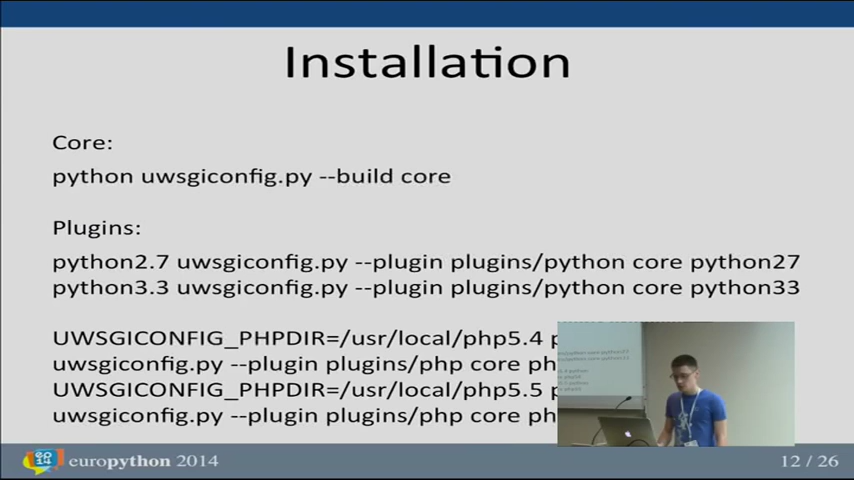 Installation
Core:
python uwsgiconfig.py --build core
Plugins:
python2.7 uwsgiconfig.py --plugin plugins/python core python27
python3.3 uwsgiconfig.py --plugin plugins/python core python33
UWSGICONFIG_PHPDIR=/usr/local/php5.4 p
uwsgiconfig.py --plugin plugins/php core ph
UWSGICONFIG_PHPDIR=/usr/local/php5.5 p
uwsgiconfig.py --plugin plugins/php core ph
europython 2014
12 / 26